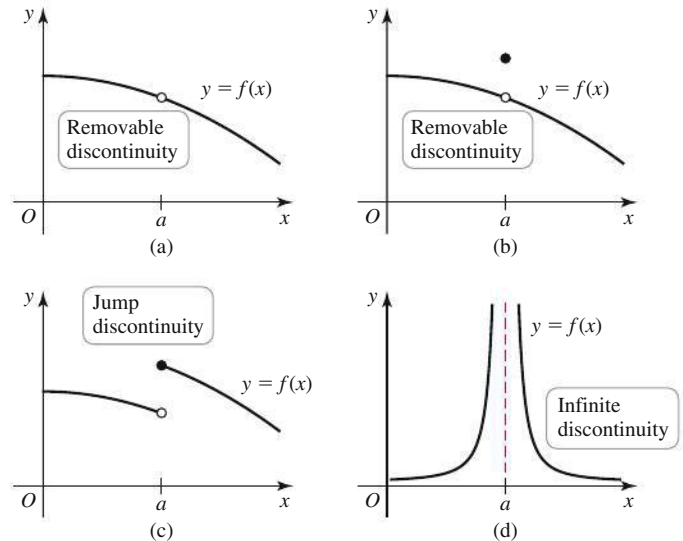 y
y = f(x)
Removable
discontinuity
O
a
x
(a)
y
y = f(x)
Removable
discontinuity
O
a
x
(b)
y
Jump
discontinuity
y = f(x)
O
a
x
(c)
y
y = f(x)
Infinite
discontinuity
O
a
x
(d)